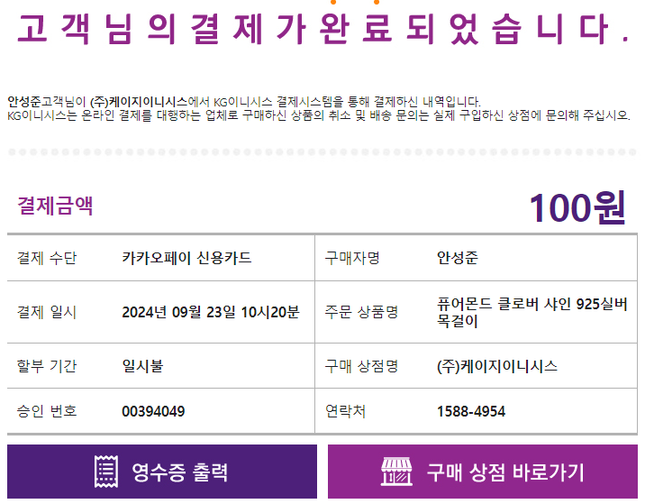 고객님의결제가완료되었습니다.
안성준고객님이 (주)케이지이니시스에서 KG이니시스 결제시스템을 통해 결제하신 내역입니다.
KG이니시스는 온라인 결제를 대행하는 업체로 구매하신 상품의 취소 및 배송 문의는 실제 구입하신 상점에 문의해 주십시오.
결제금액 100원
결제 수단 카카오페이 신용카드 구매자명 안성준
결제 일시 2024년 09월 23일 10시20분 주문 상품명 퓨어몬드 클로버 샤인 925실버
목걸이
할부 기간 일시불 구매 상점명 (주)케이지이니시스
승인 번호 00394049 연락처 1588-4954
영수증 출력 구매 상점 바로가기